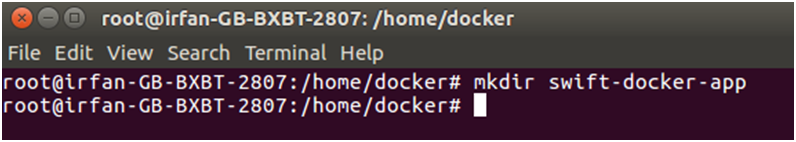 root@irfan-GB-BXBT-2807: /home/docker
File Edit View Search Terminal Help
root@irfan-GB-BXBT-2807:/home/docker# mkdir swift-docker-app
root@irfan-GB-BXBT-2807:/home/docker#